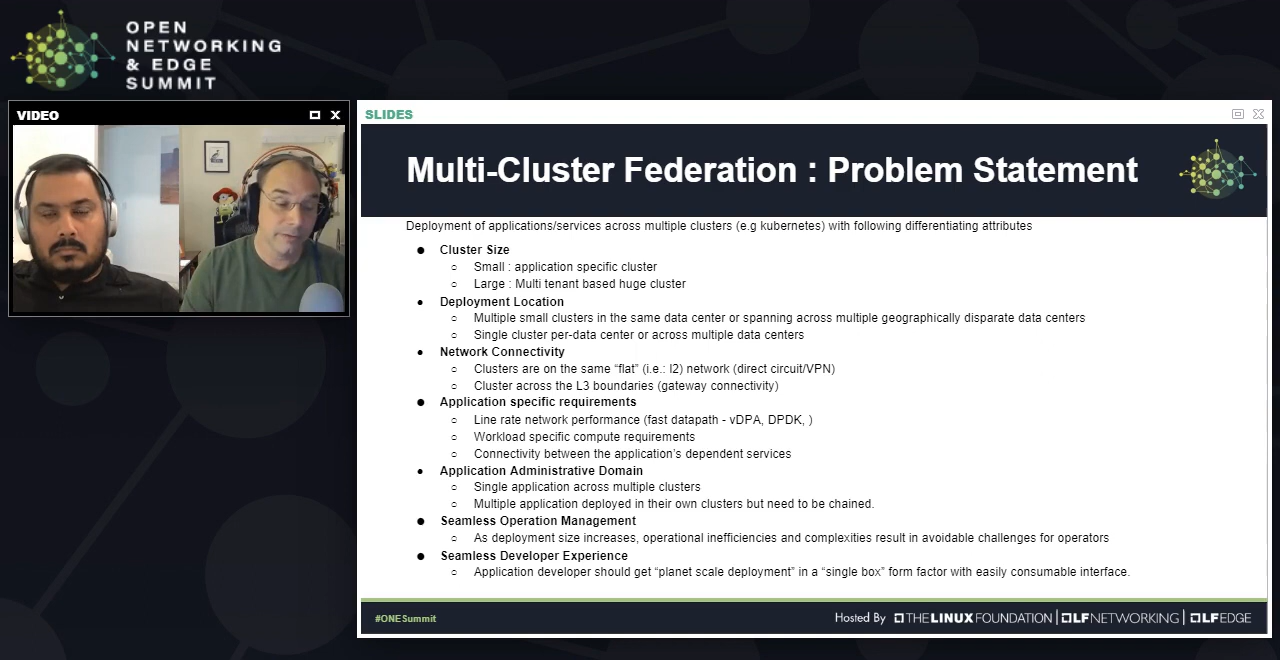 OPEN
NETWORKING
& EDGE
SUMMIT
VIDEO
SLIDES
Multi-Cluster Federation : Problem Statement
Deployment of applications/services across multiple clusters (e.g kubernetes) with following differentiating attributes
● Cluster Size
○ Small : application specific cluster
○ Large : Multi tenant based huge cluster
● Deployment Location
○ Multiple small clusters in the same data center or spanning across multiple geographically disparate data centers
○ Single cluster per-data center or across multiple data centers
● Network Connectivity
○ Clusters are on the same “flat” (i.e.: l2) network (direct circuit/VPN)
○ Cluster across the L3 boundaries (gateway connectivity)
● Application specific requirements
○ Line rate network performance (fast datapath - vDPA, DPDK, )
○ Workload specific compute requirements
○ Connectivity between the application’s dependent services
● Application Administrative Domain
○ Single application across multiple clusters
○ Multiple application deployed in their own clusters but need to be chained.
● Seamless Operation Management
○ As deployment size increases, operational inefficiencies and complexities result in avoidable challenges for operators
● Seamless Developer Experience
○ Application developer should get “planet scale deployment” in a “single box” form factor with easily consumable interface.
#ONESummit
Hosted By THE LINUX FOUNDATION | LFNETWORKING | LFEDGE